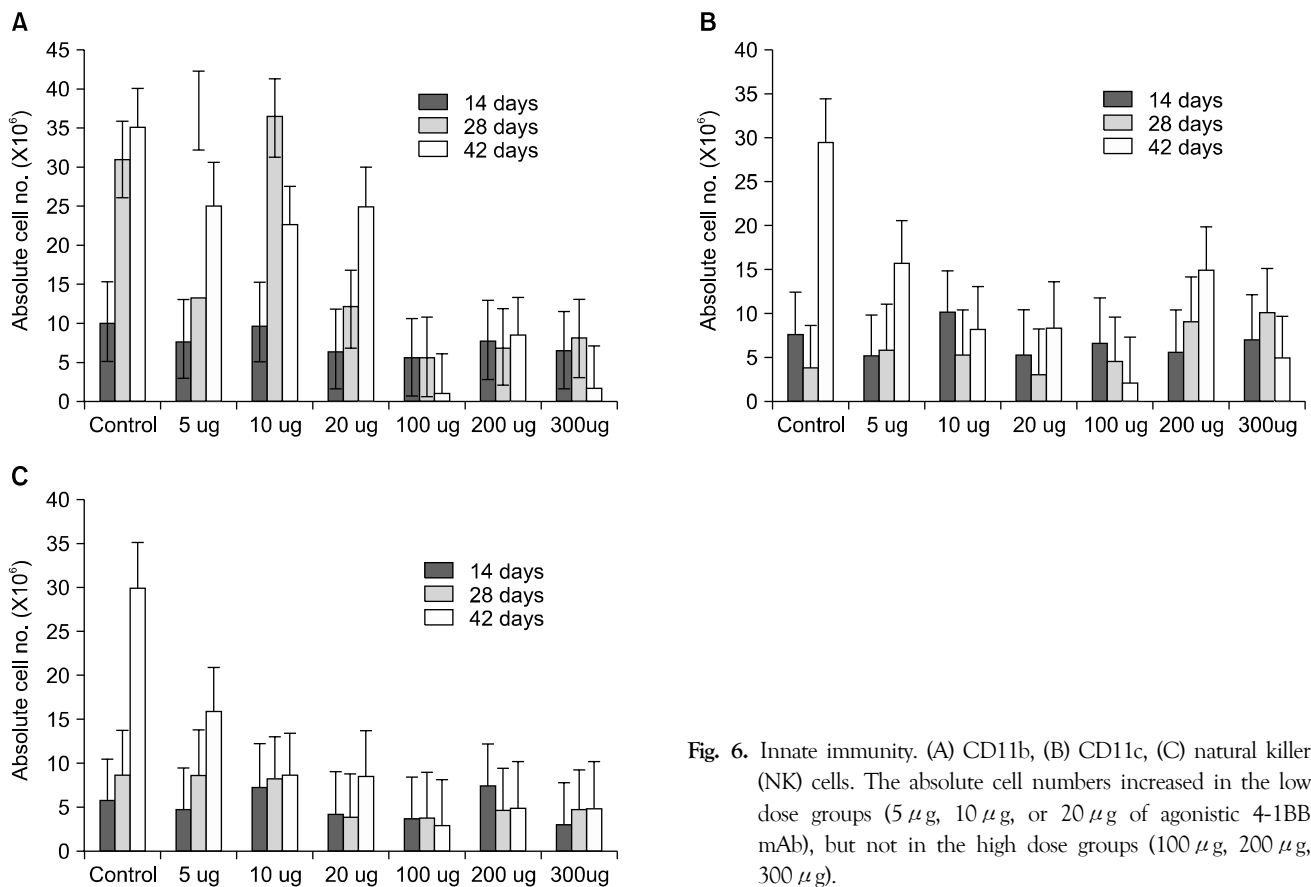 A
45
40
35
30
25
20
15
10
5
0
Absolute cell no. (X10⁶)
14 days
28 days
42 days
Control 5 ug 10 ug 20 ug 100 ug 200 ug 300ug
B
40
35
30
25
20
15
10
5
0
Absolute cell no. (X10⁶)
14 days
28 days
42 days
Control 5 ug 10 ug 20 ug 100 ug 200 ug 300ug
C
40
35
30
25
20
15
10
5
0
Absolute cell no. (X10⁶)
14 days
28 days
42 days
Control 5 ug 10 ug 20 ug 100 ug 200 ug 300ug
Fig. 6. Innate immunity. (A) CD11b, (B) CD11c, (C) natural killer
(NK) cells. The absolute cell numbers increased in the low
dose groups (5 μg, 10 μg, or 20 μg of agonistic 4-1BB
mAb), but not in the high dose groups (100 μg, 200 μg,
300 μg).